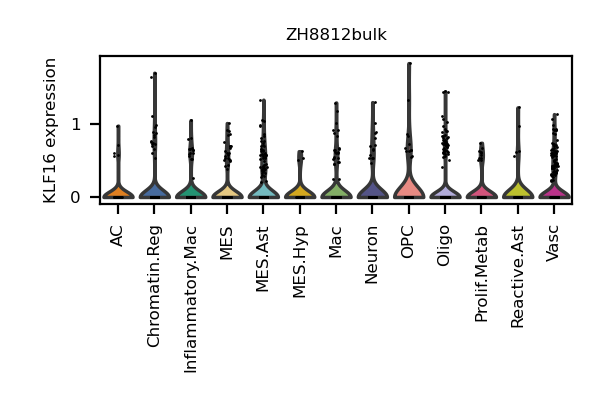 ZH8812bulk
KLF16 expression
1
0
AC
Chromatin.Reg
Inflammatory.Mac
MES
MES.Ast
MES.Hyp
Mac
Neuron
OPC
Oligo
Prolif.Metab
Reactive.Ast
Vasc